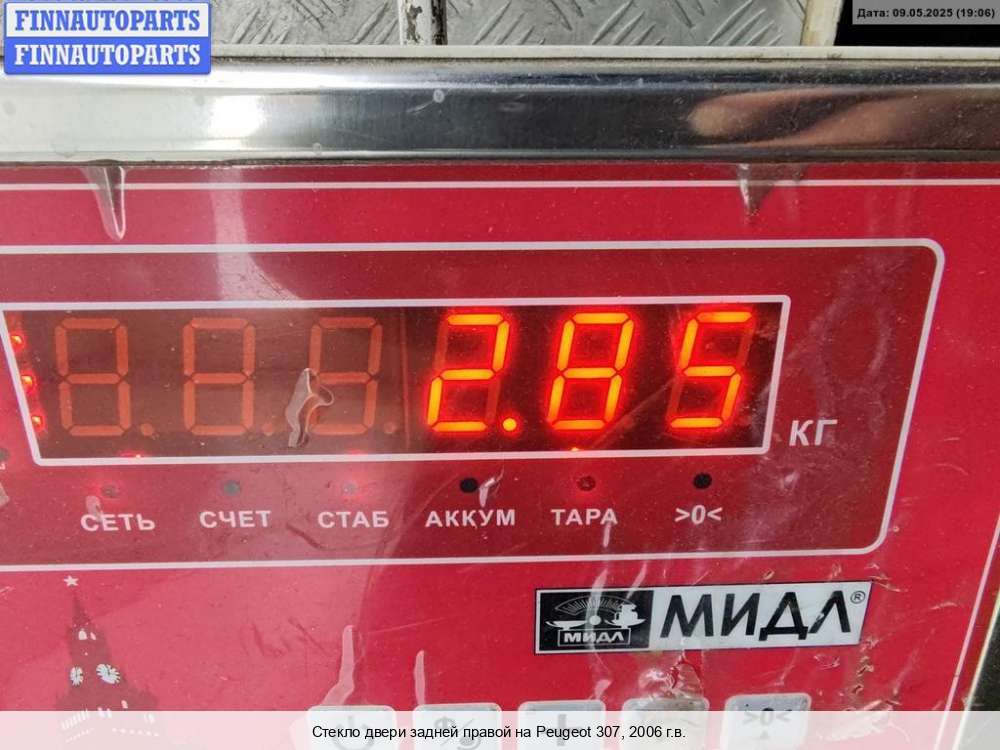 FINNAUTOPARTS
FINNAUTOPARTS
Дата: 09.05.2025 (19:06)
2.85
КГ
СЕТЬ СЧЕТ СТАБ АККУМ ТАРА >0<
МИДЛ МИДЛ®
>0<
Стекло двери задней правой на Peugeot 307, 2006 г.в.